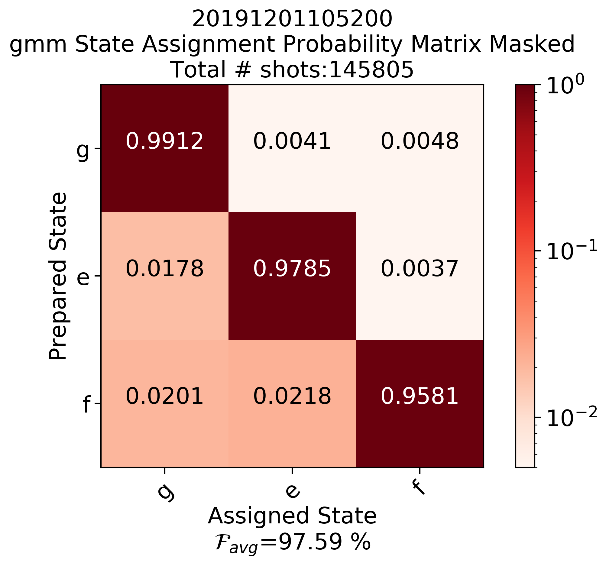 20191201105200
gmm State Assignment Probability Matrix Masked
Total # shots:145805
g 0.9912 0.0041 0.0048
e 0.0178 0.9785 0.0037
f 0.0201 0.0218 0.9581
Prepared State
g e f
Assigned State
𝓕avg=97.59 %
10⁰
10⁻¹
10⁻²